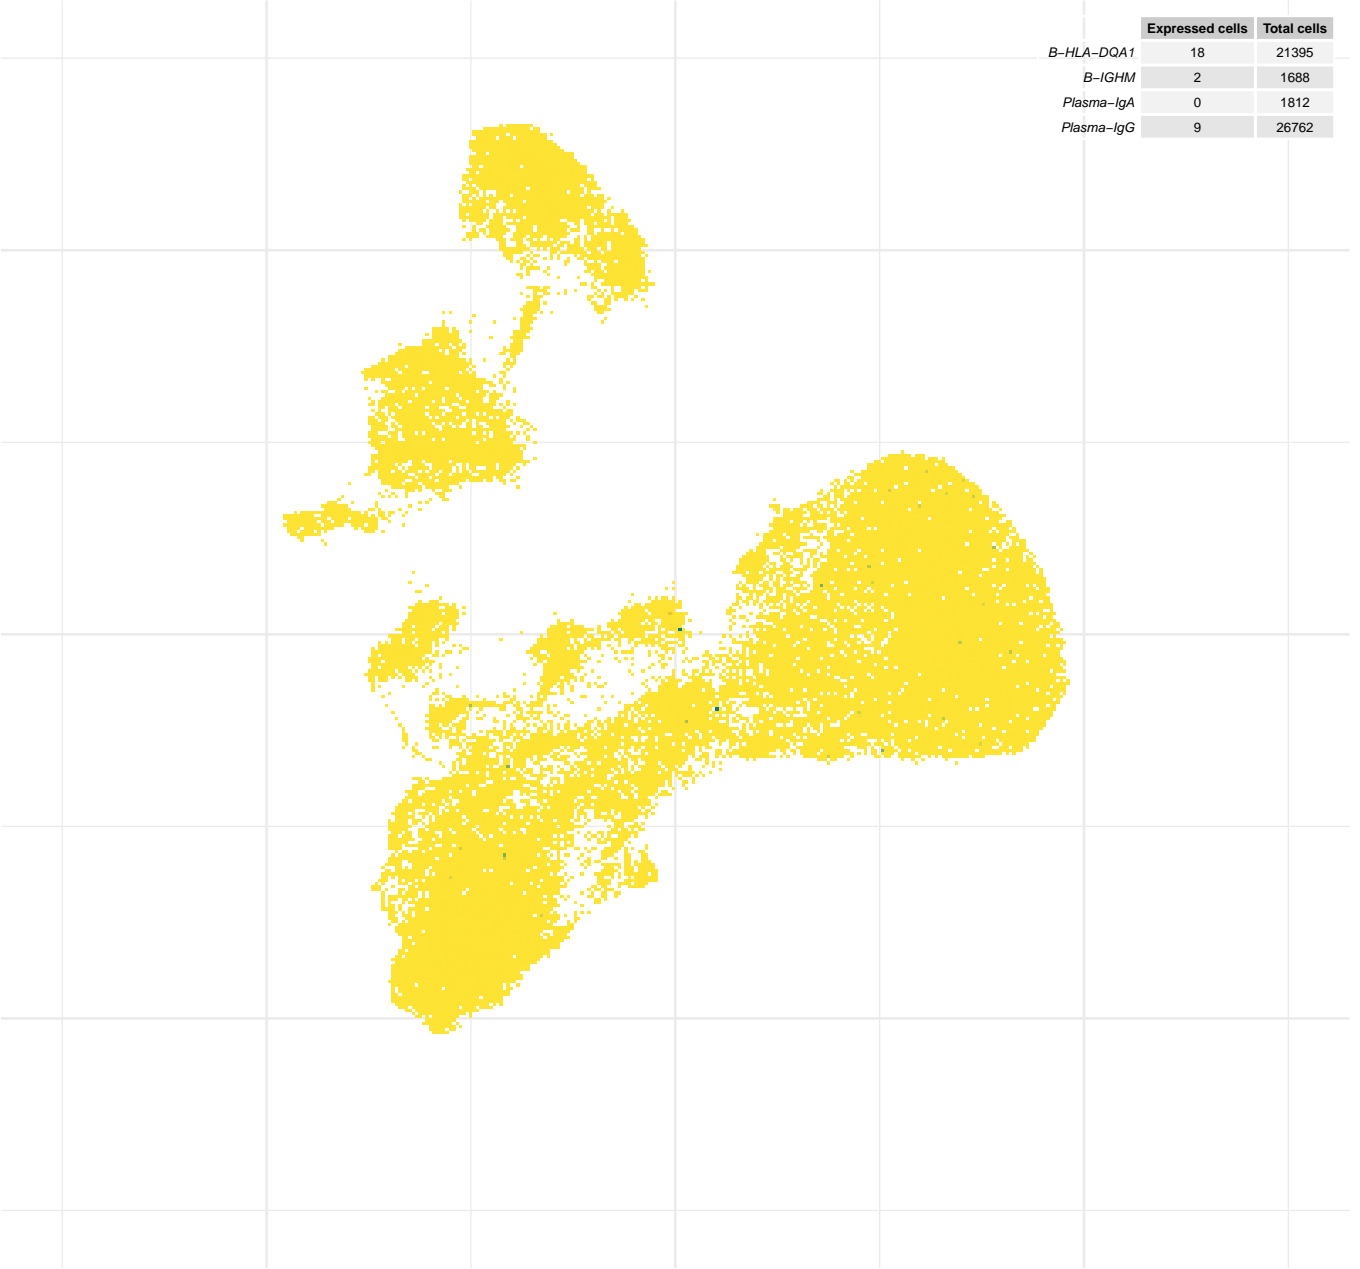 Expressed cells Total cells
B−HLA−DQA1 18 21395
B−IGHM 2 1688
Plasma−IgA 0 1812
Plasma−IgG 9 26762